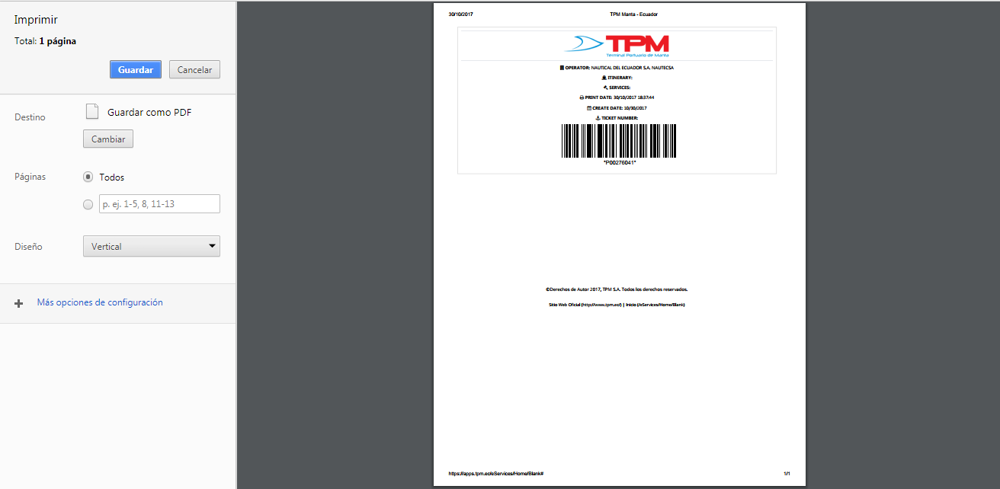 Imprimir
Total: 1 página
Guardar
Cancelar
Destino
Guardar como PDF
Cambiar
Páginas
Todos
p. ej. 1-5, 8, 11-13
Diseño
Vertical
Más opciones de configuración
30/10/2017
TPM Manta - Ecuador
TPM
Terminal Portuario de Manta
OPERATOR: NAUTICAL DEL ECUADOR S.A. NAUTECSA
ITINERARY:
SERVICES:
PRINT DATE: 30/10/2017 18:37:44
CREATE DATE: 10/30/2017
TICKET NUMBER:
*P00276041*
©Derechos de Autor 2017, TPM S.A. Todos los derechos reservados.
Sitio Web Oficial (http://www.tpm.ec/) | Inicio (/eServices/Home/Blank)
https://apps.tpm.ec/eServices/Home/Blank#
1/1